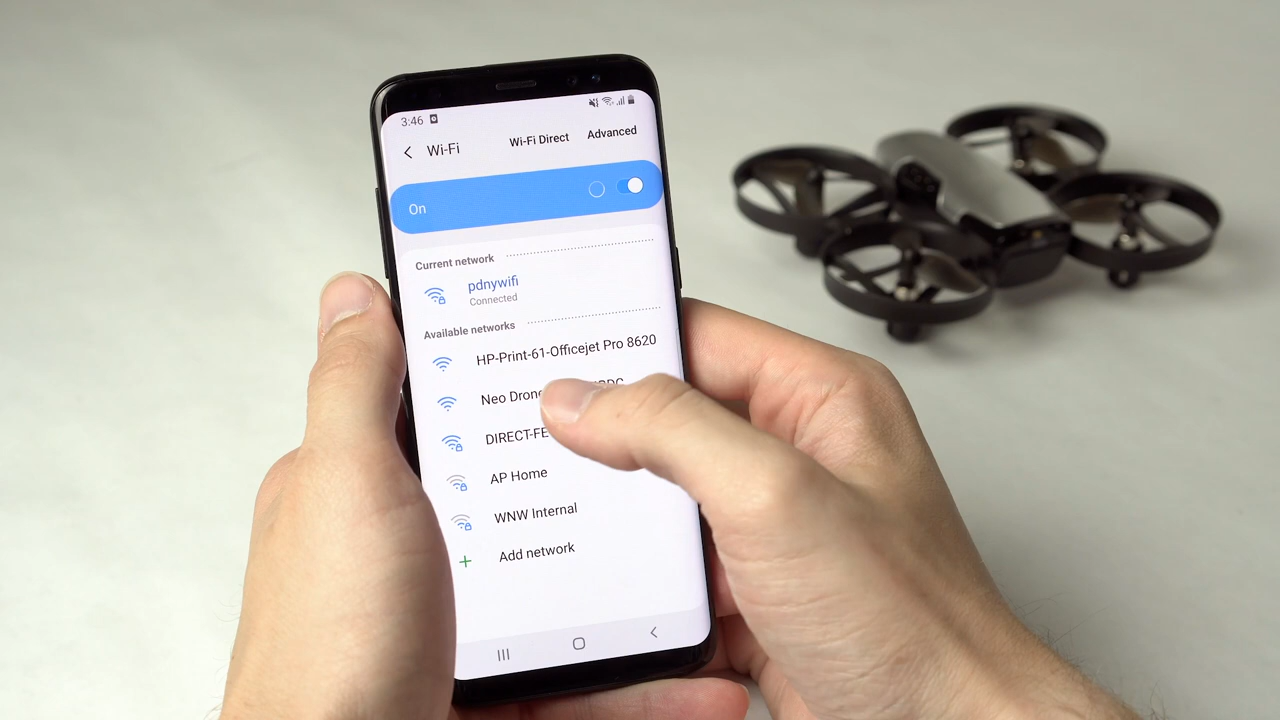 3:46
Wi-Fi Wi-Fi Direct Advanced
On
Current network
pdnywifi
Connected
Available networks
HP-Print-61-Officejet Pro 8620
Neo Drone
DIRECT-FE
AP Home
WNW Internal
Add network